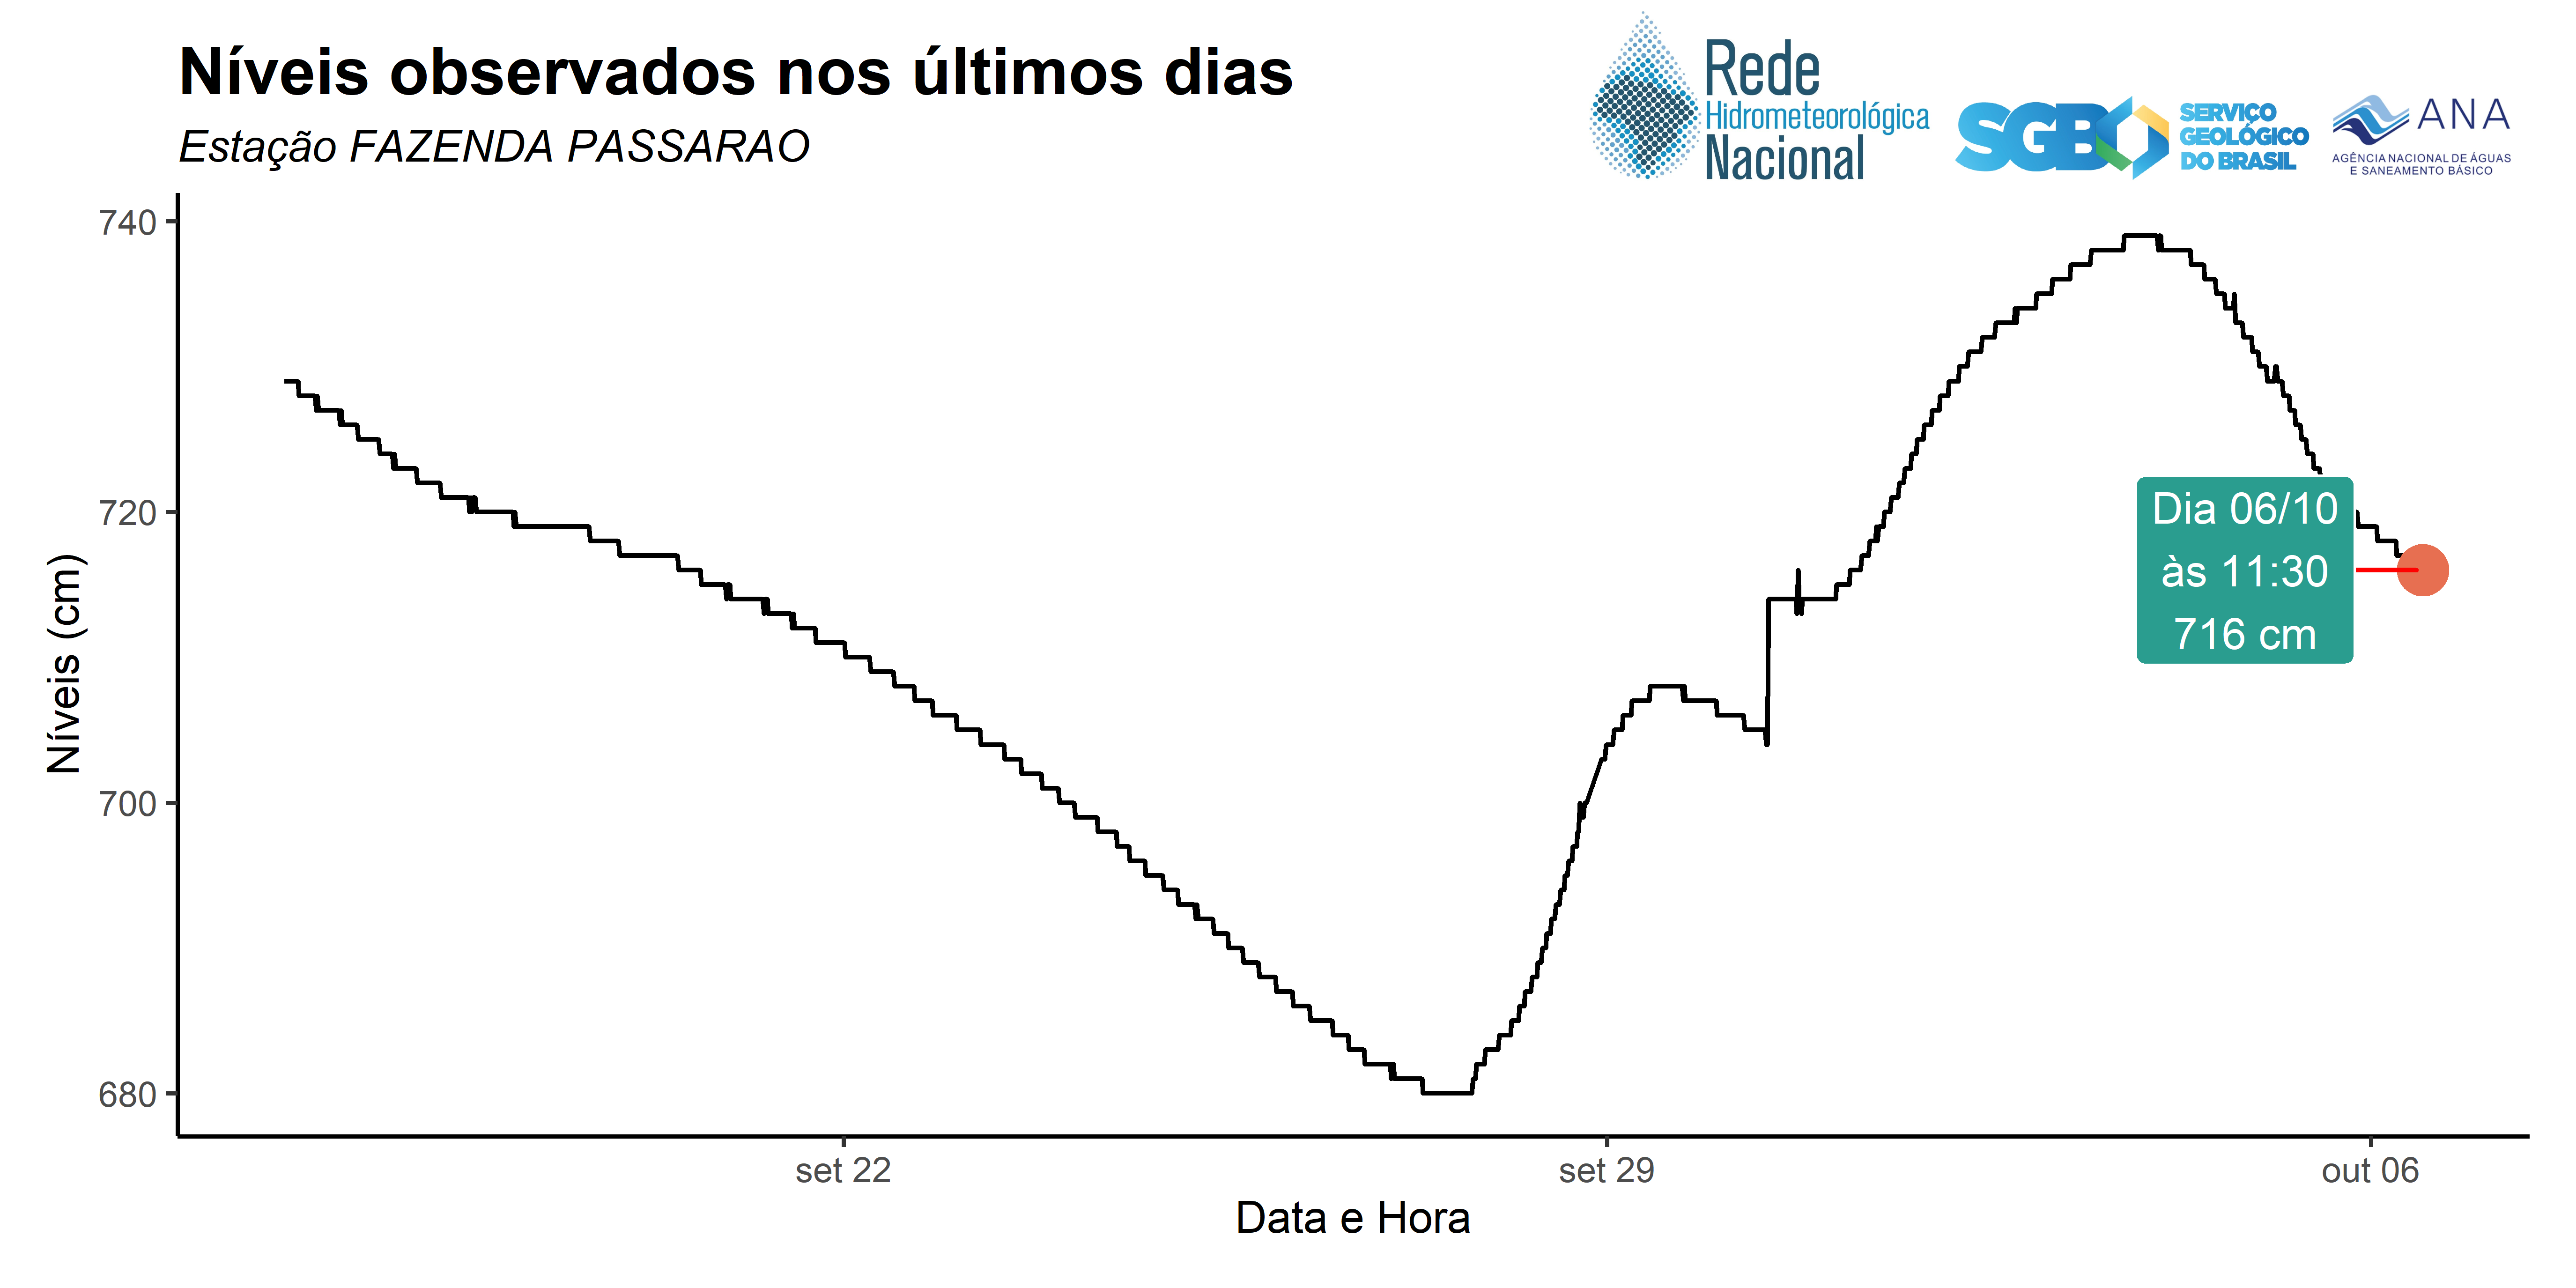 Níveis observados nos últimos dias
Estação FAZENDA PASSARAO
Rede
Hidrometeorológica
Nacional
SGB
SERVIÇO
GEOLÓGICO
DO BRASIL
ANA
AGÊNCIA NACIONAL DE ÁGUAS
E SANEAMENTO BÁSICO
740
720
700
680
Níveis (cm)
Dia 06/10
às 11:30
716 cm
set 22
set 29
out 06
Data e Hora